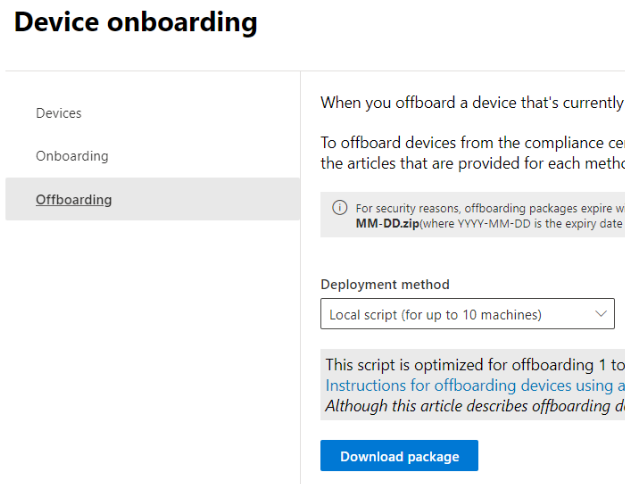 Device onboarding
Devices
Onboarding
Offboarding
When you offboard a device that's currently
To offboard devices from the compliance
the articles that are provided for each
For security reasons, offboarding packages expire
MM-DD.zip(where YYYY-MM-DD is the expiry date
Deployment method
Local script (for up to 10 machines)
This script is optimized for offboarding 1 to
Instructions for offboarding devices using a
Although this article describes offboarding
Download package